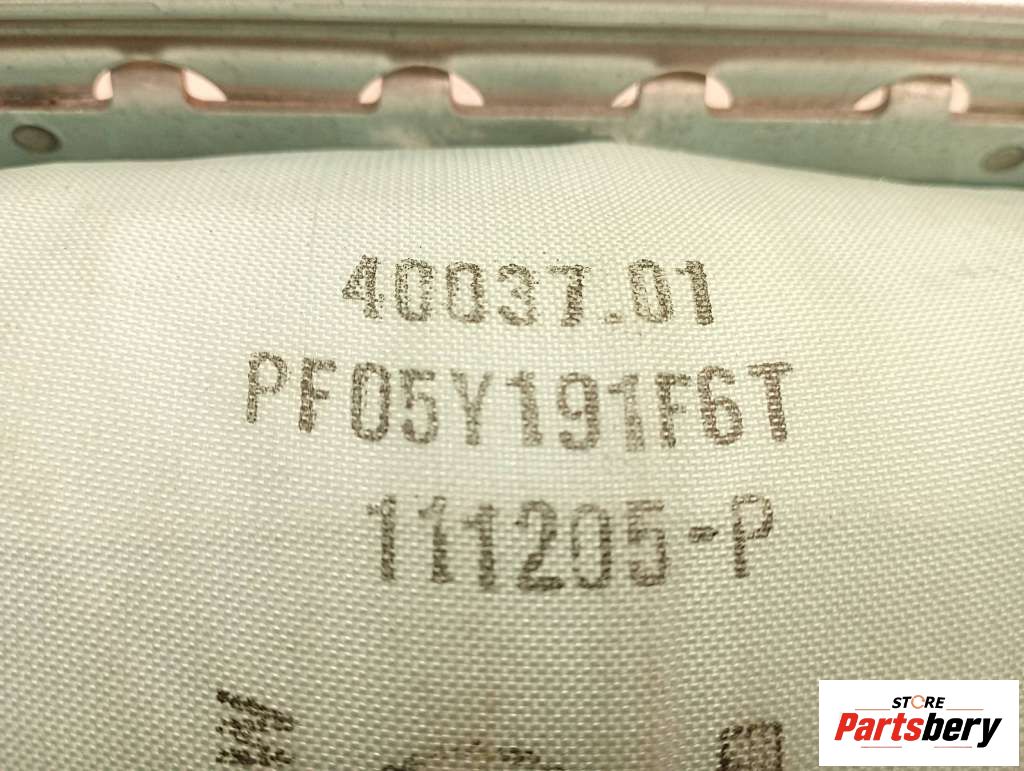 40037.01
PF05Y191F6T
111205-P
STORE
Partsbery